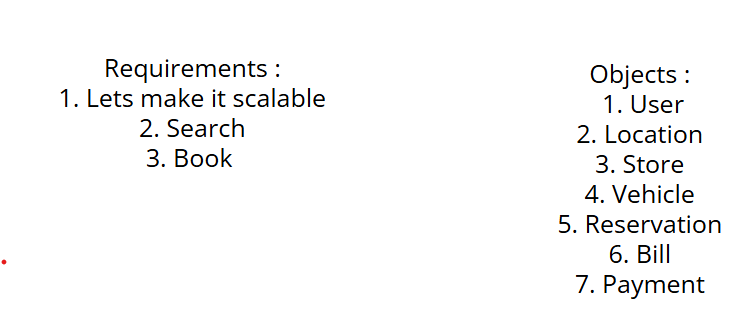 Requirements :
1. Lets make it scalable
2. Search
3. Book
Objects :
1. User
2. Location
3. Store
4. Vehicle
5. Reservation
6. Bill
7. Payment